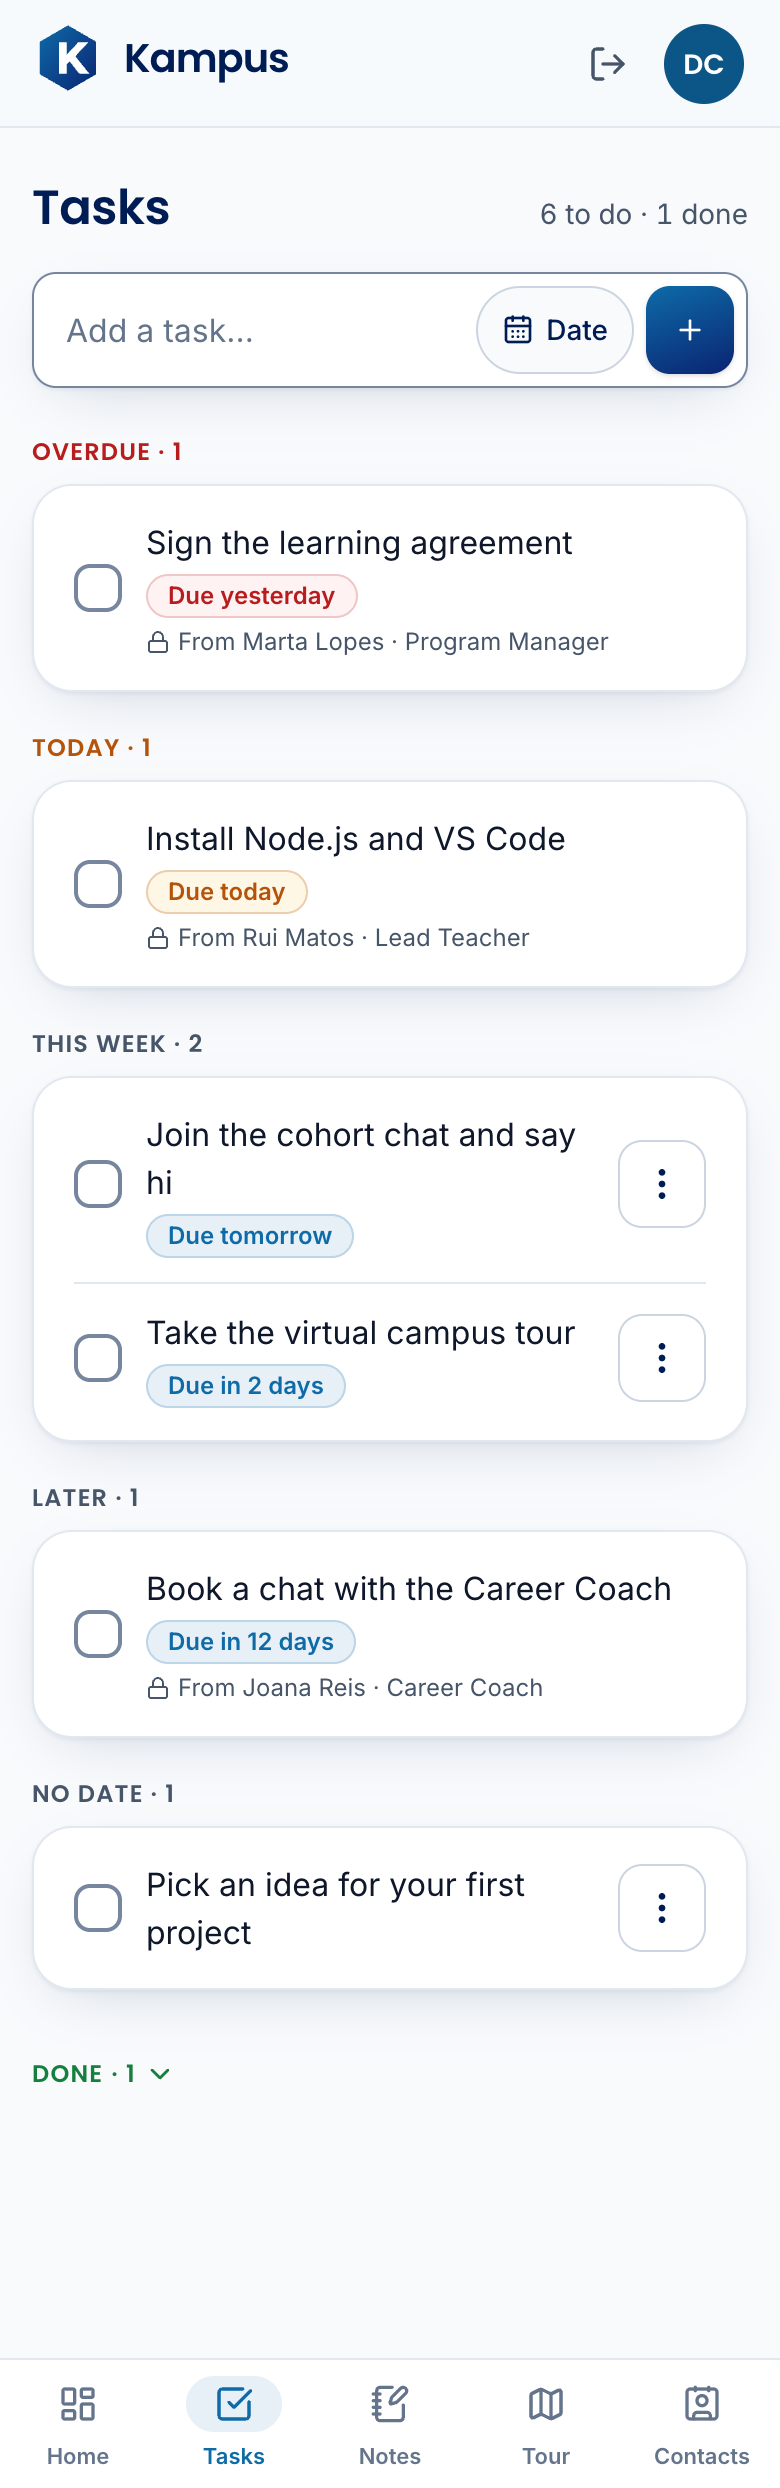 K Kampus
DC
Tasks
6 to do · 1 done
Add a task...
Date
OVERDUE · 1
Sign the learning agreement
Due yesterday
From Marta Lopes · Program Manager
TODAY · 1
Install Node.js and VS Code
Due today
From Rui Matos · Lead Teacher
THIS WEEK · 2
Join the cohort chat and say
hi
Due tomorrow
Take the virtual campus tour
Due in 2 days
LATER · 1
Book a chat with the Career Coach
Due in 12 days
From Joana Reis · Career Coach
NO DATE · 1
Pick an idea for your first
project
DONE · 1
Home
Tasks
Notes
Tour
Contacts